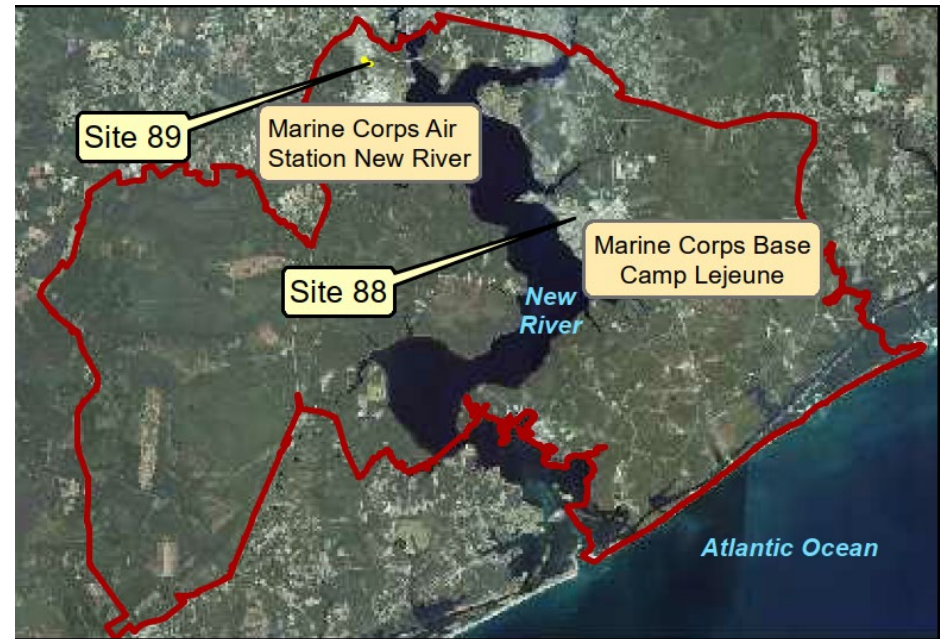 Site 89
Marine Corps Air
Station New River
Marine Corps Base
Camp Lejeune
Site 88
New
River
Atlantic Ocean